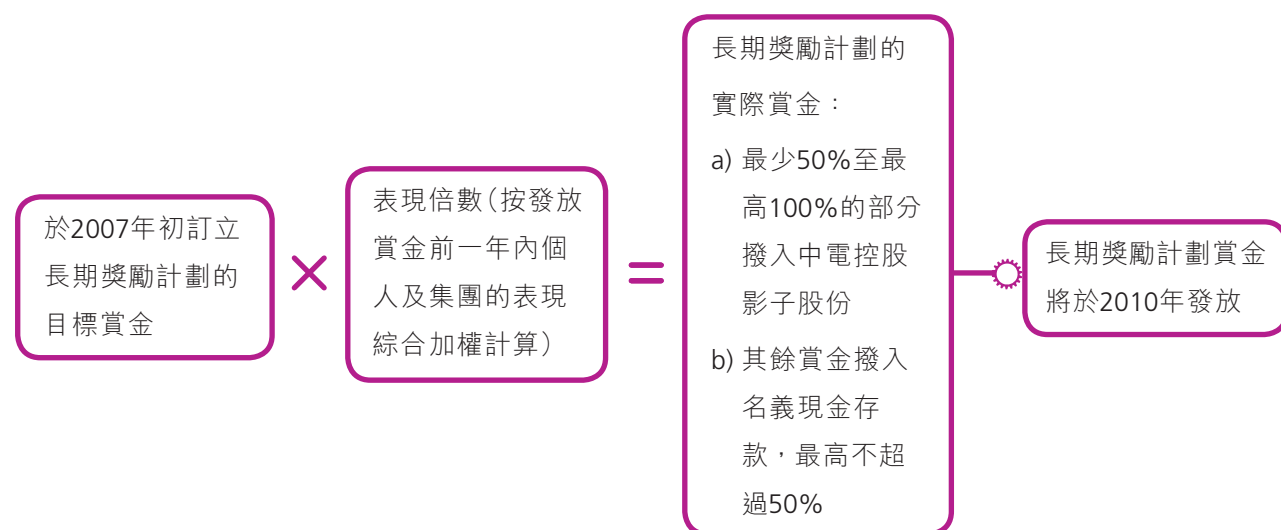 於2007年初訂立
長期獎勵計劃的
目標賞金
×
表現倍數(按發放
賞金前一年內個
人及集團的表現
綜合加權計算)
=
長期獎勵計劃的
實際賞金：
a) 最少50%至最
高100%的部分
撥入中電控股
影子股份
b) 其餘賞金撥入
名義現金存
款，最高不超
過50%
長期獎勵計劃賞金
將於2010年發放